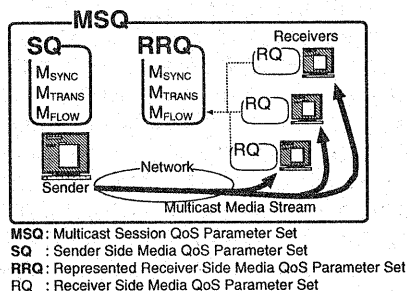 MSQ
SQ
MSYNC
MTRANS
MFLOW
RRQ
MSYNC
MTRANS
MFLOW
Receivers
RQ
RQ
RQ
Sender
Network
Multicast Media Stream
MSQ: Multicast Session QoS Parameter Set
SQ : Sender Side Media QoS Parameter Set
RRQ: Represented Receiver Side Media QoS Parameter Set
RQ : Receiver Side Media QoS Parameter Set